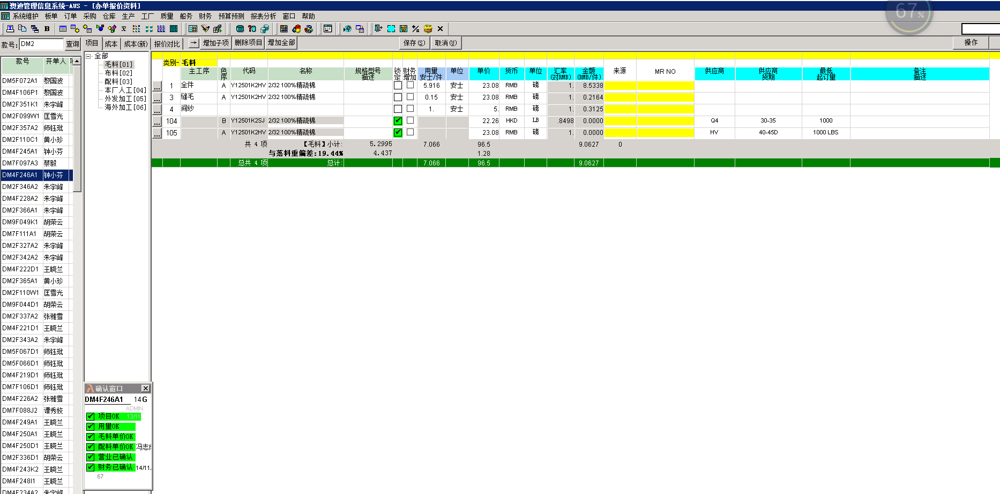 澳迪管理信息系统-AUS - [办单报价资料]
系统维护 板单 订单 采购 仓库 生产 工厂 质量 船务 财务 预算预测 报表分析 窗口 帮助
67%
款号: DM2 查询 项目 成本 成本(新) 报价对比 → 增加子项 删除项目 增加全部 保存(S) 取消(U) 操作
款号 开单人
DM5F072A1 黎国波
DM4F106P1 黎国波
DM2F351K1 朱宇峰
DM2F099W1 匡雪光
DM2F357A2 师钰玭
DM2F110C1 黄小珍
DM4F245A1 钟小芬
DM7F097A3 蔡毅
DM4F246A1 钟小芬
DM2F346A2 朱宇峰
DM4F228A2 朱宇峰
DM2F366A1 朱宇峰
DM9F049K1 胡荣云
DM7F111A1 胡荣云
DM2F327A2 朱宇峰
DM2F342A2 朱宇峰
DM4F222D1 王晓兰
DM2F365A1 黄小珍
DM2F110W1 匡雪光
DM9F044D1 胡荣云
DM2F337A2 张雅雪
DM4F221D1 王晓兰
DM2F343A2 朱宇峰
DM5F067D1 师钰玭
DM5F066D1 师钰玭
DM4F219D1 师钰玭
DM7F106D1 师钰玭
DM4F226A2 张雅雪
DM7F088J2 谭秀姣
DM4F249A1 王晓兰
DM4F250A1 王晓兰
DM4F250D1 王晓兰
DM2F336D1 胡荣云
DM4F243K2 王晓兰
DM4F248I1 王晓兰
DM4F234A2 朱宇峰
全部
毛料[01]
布料[02]
配料[03]
本厂人工[04]
外发加工[05]
海外加工[06]
类别- 毛料
主工序 色序 代码 名称 规格型号描述 锁定 财务增加 用量安士/件 单位 单价 货币 单位 汇率(对RMB) 金额(RMB/件) 来源 MR NO 供应商 供应商货期 最低起订量 备注描述
... 1 全件 A Y12501K2HV 2/32 100%精疏棉 5.916 安士 23.08 RMB 磅 1. 8.5338
... 3 缝毛 A Y12501K2HV 2/32 100%精疏棉 0.15 安士 23.08 RMB 磅 1. 0.2164
... 4 间纱 1. 安士 5. RMB 磅 1. 0.3125
... 104 B Y12501K2SJ 2/32 100%精疏棉 22.26 HKD LB .8498 0.0000 Q4 30-35 1000
... 105 A Y12501K2HV 2/32 100%精疏棉 23.08 RMB 磅 1. 0.0000 HV 40-45D 1000 LBS
共 4 项 【毛料】小计: 5.2995 7.066 96.5 9.0627 0
与落料重偏差:19.44% 4.437 1.28
总共 4 项 总计: 7.066 96.5 9.0627
确认窗口
DM4F246A1 14G
ADMIN
项目OK
用量OK
毛料单价OK
配料单价OK 冯志
营业已确认
财务已确认 14/11.
67